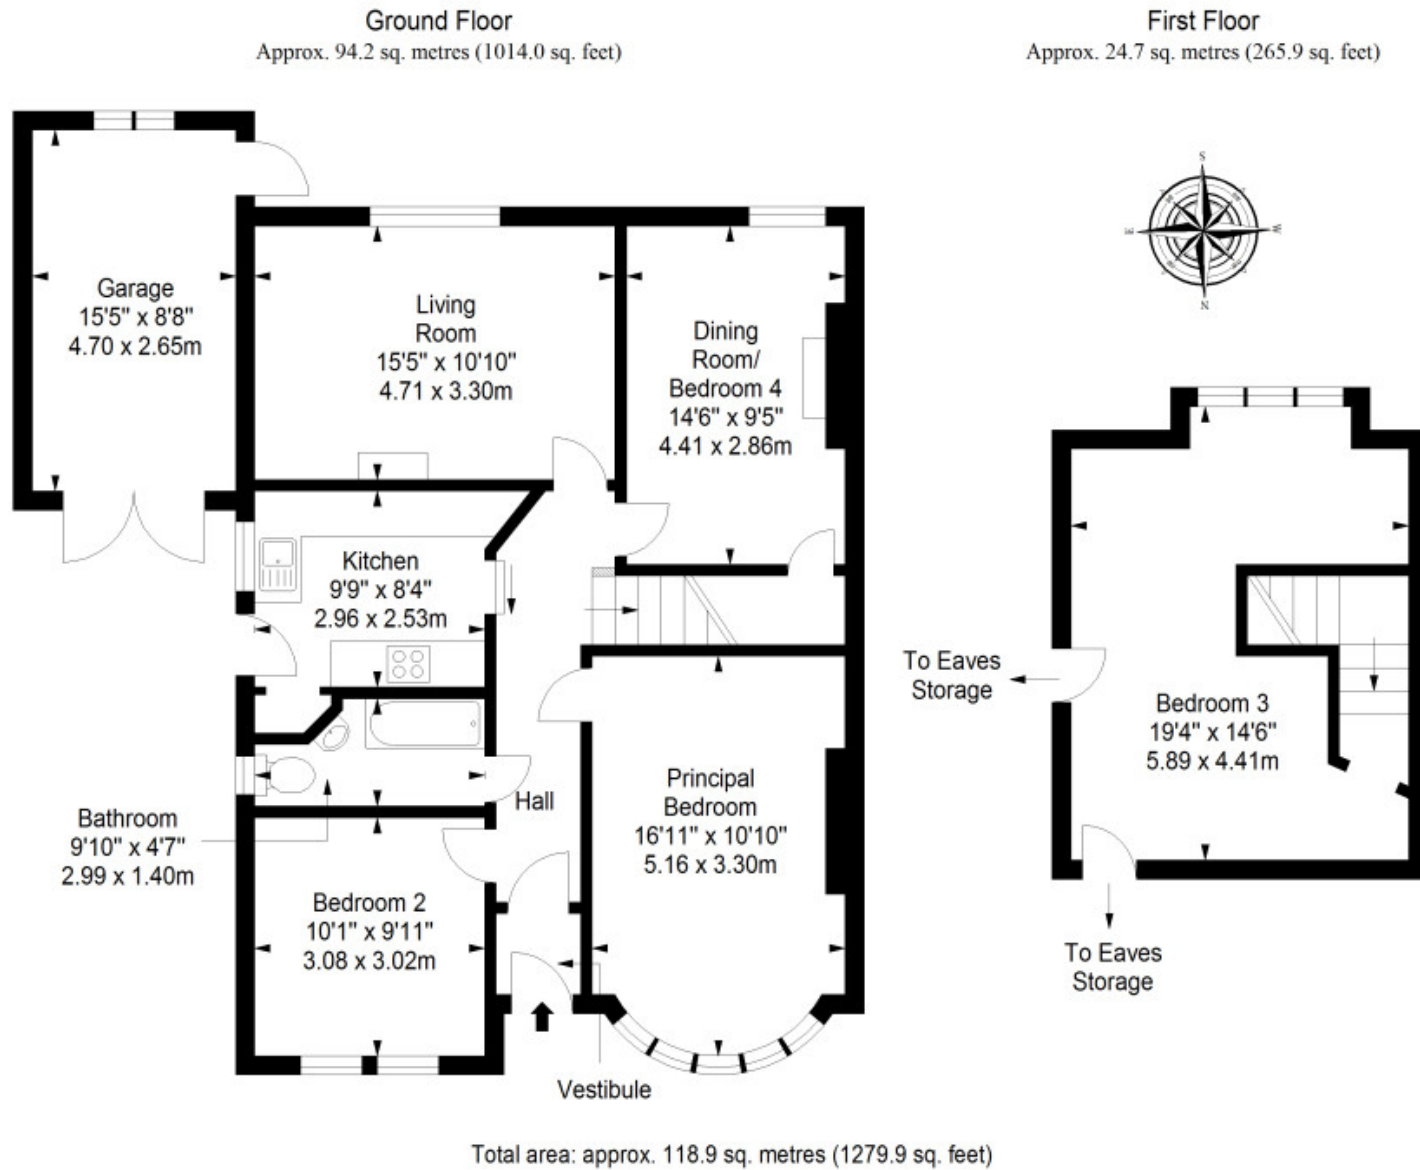 Ground Floor
Approx. 94.2 sq. metres (1014.0 sq. feet)
First Floor
Approx. 24.7 sq. metres (265.9 sq. feet)
S
E
W
N
Garage
15'5" x 8'8"
4.70 x 2.65m
Living
Room
15'5" x 10'10"
4.71 x 3.30m
Dining
Room/
Bedroom 4
14'6" x 9'5"
4.41 x 2.86m
Kitchen
9'9" x 8'4"
2.96 x 2.53m
To Eaves
Storage
Bedroom 3
19'4" x 14'6"
5.89 x 4.41m
Principal
Bedroom
16'11" x 10'10"
5.16 x 3.30m
Hall
Bathroom
9'10" x 4'7"
2.99 x 1.40m
Bedroom 2
10'1" x 9'11"
3.08 x 3.02m
To Eaves
Storage
Vestibule
Total area: approx. 118.9 sq. metres (1279.9 sq. feet)